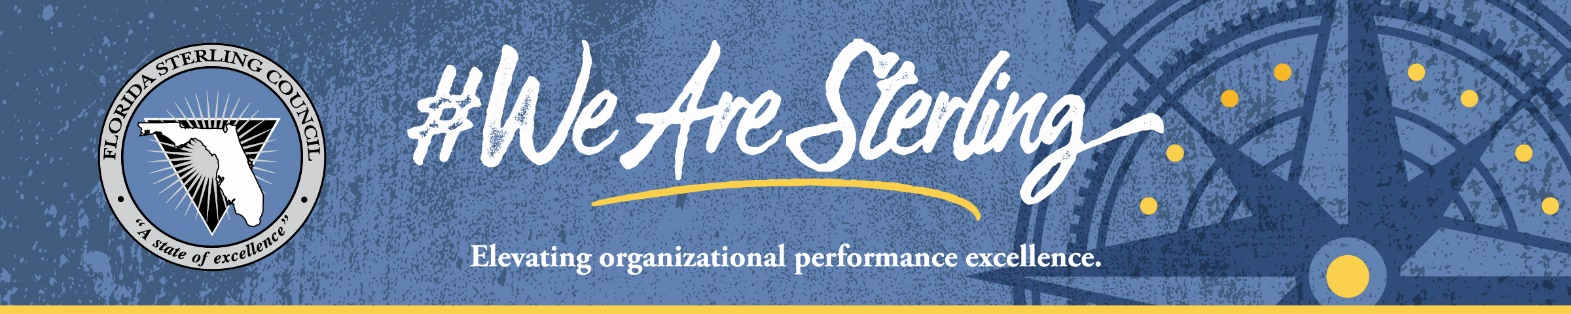 FLORIDA STERLING COUNCIL
"A state of excellence"
#We Are Sterling
Elevating organizational performance excellence.